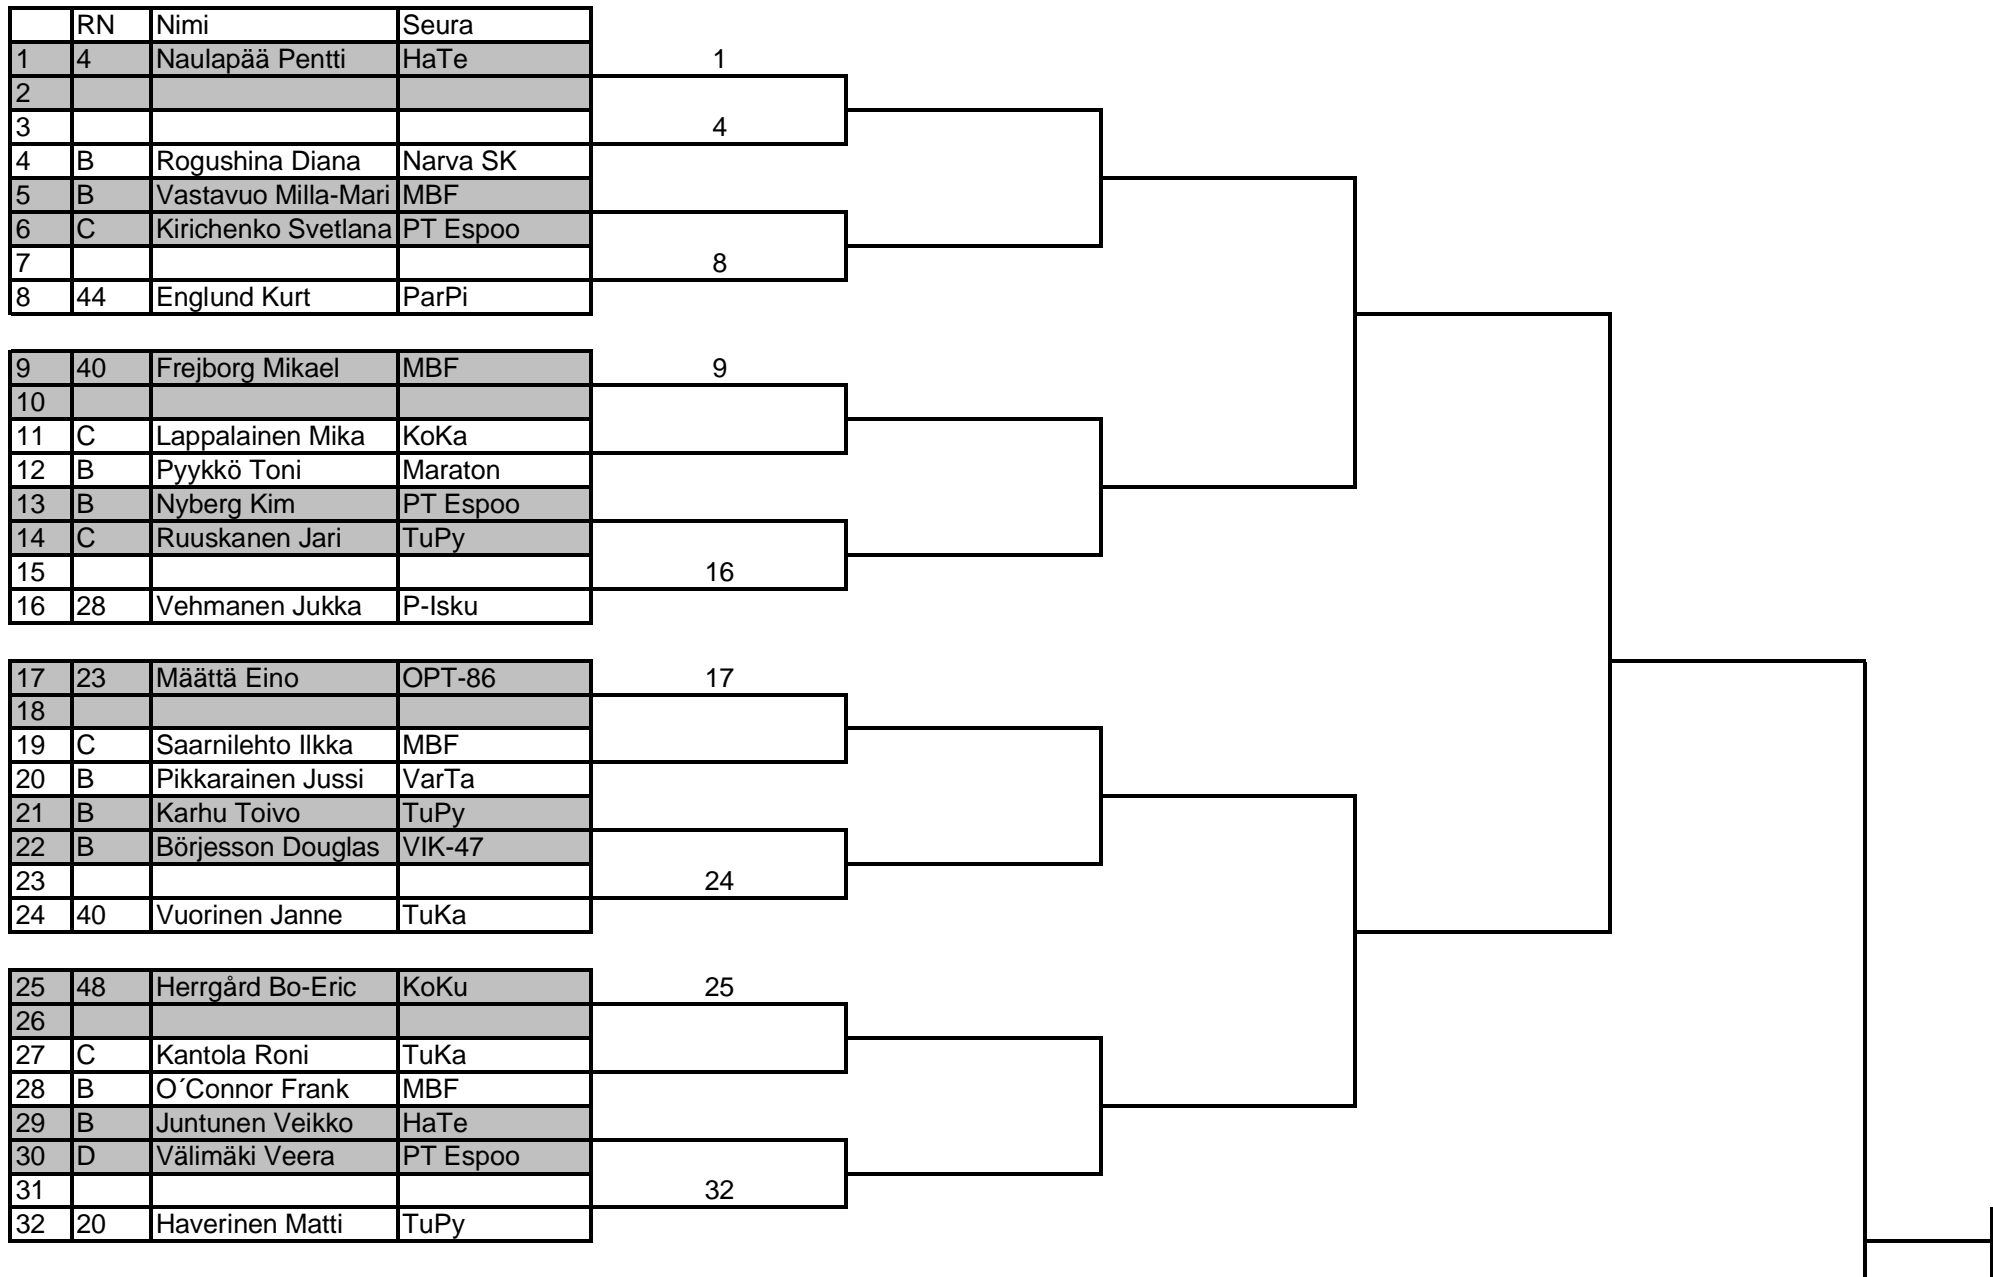 RN Nimi Seura
1 4 Naulapää Pentti HaTe 1
2
3 4
4 B Rogushina Diana Narva SK
5 B Vastavuo Milla-Mari MBF
6 C Kirichenko Svetlana PT Espoo
7 8
8 44 Englund Kurt ParPi
9 40 Frejborg Mikael MBF 9
10
11 C Lappalainen Mika KoKa
12 B Pyykkö Toni Maraton
13 B Nyberg Kim PT Espoo
14 C Ruuskanen Jari TuPy
15 16
16 28 Vehmanen Jukka P-Isku
17 23 Määttä Eino OPT-86 17
18
19 C Saarnilehto Ilkka MBF
20 B Pikkarainen Jussi VarTa
21 B Karhu Toivo TuPy
22 B Börjesson Douglas VIK-47
23 24
24 40 Vuorinen Janne TuKa
25 48 Herrgård Bo-Eric KoKu 25
26
27 C Kantola Roni TuKa
28 B O´Connor Frank MBF
29 B Juntunen Veikko HaTe
30 D Välimäki Veera PT Espoo
31 32
32 20 Haverinen Matti TuPy